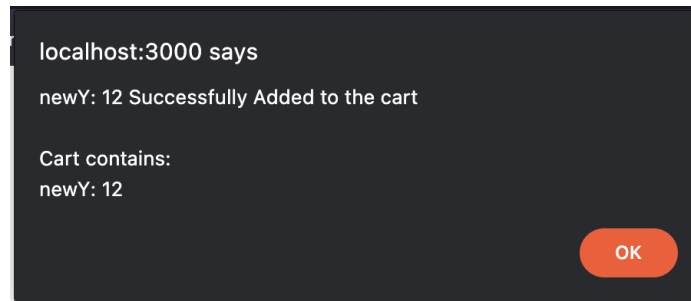 localhost:3000 says
newY: 12 Successfully Added to the cart
Cart contains:
newY: 12
OK